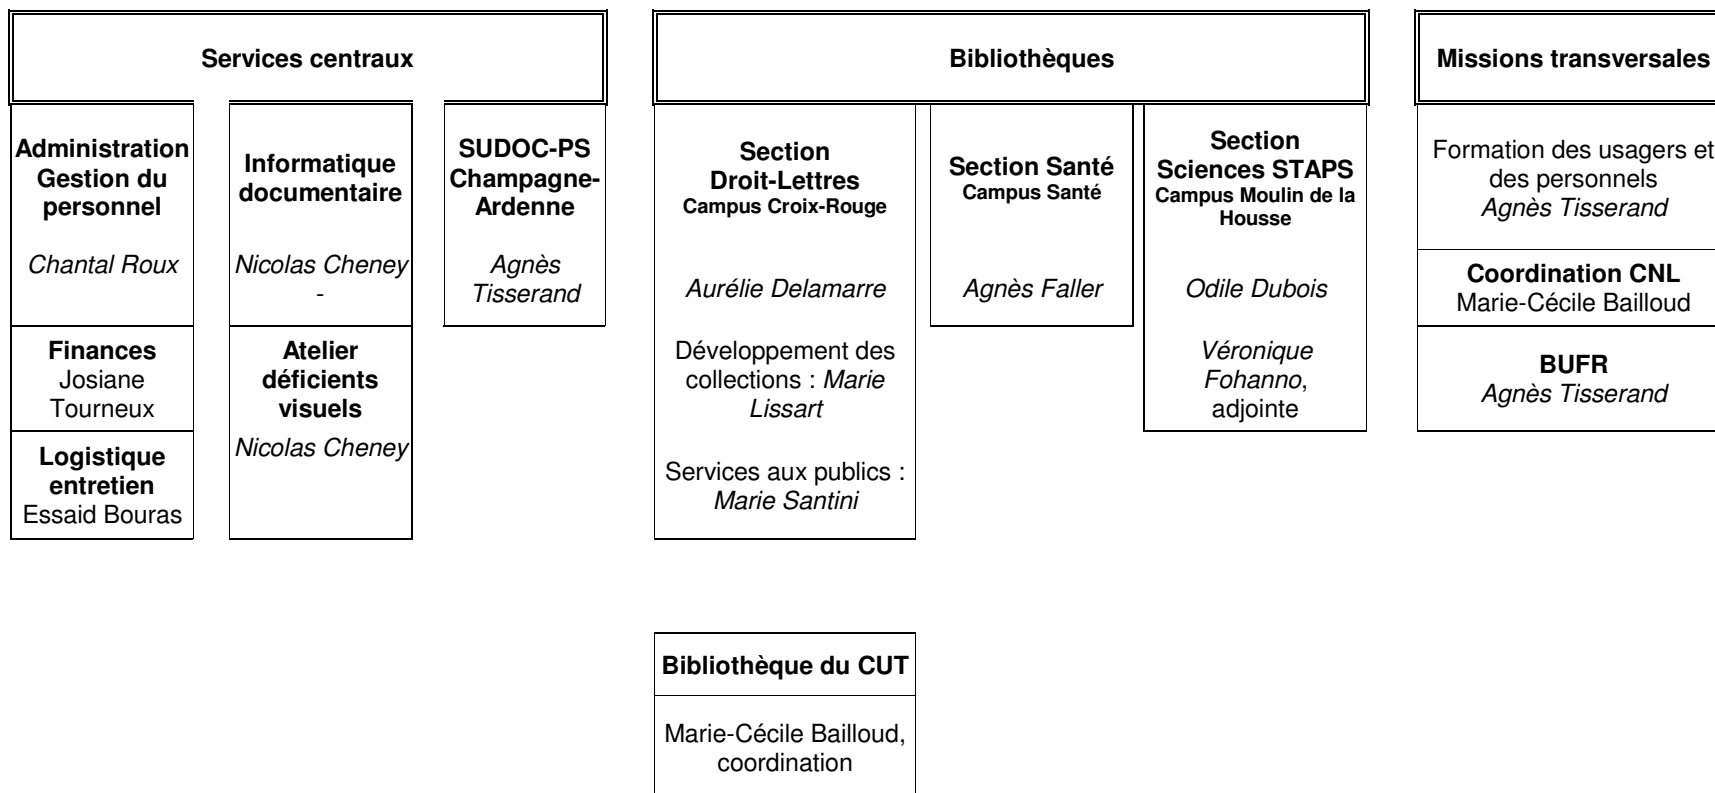 Services centraux
Administration
Gestion du
personnel
Chantal Roux
Finances
Josiane
Tourneux
Logistique
entretien
Essaid Bouras
Informatique
documentaire
Nicolas Cheney
-
Atelier
déficients
visuels
Nicolas Cheney
SUDOC-PS
Champagne-
Ardenne
Agnès
Tisserand
Bibliothèques
Section
Droit-Lettres
Campus Croix-Rouge
Aurélie Delamarre
Développement des
collections : Marie
Lissart
Services aux publics :
Marie Santini
Section Santé
Campus Santé
Agnès Faller
Section
Sciences STAPS
Campus Moulin de la
Housse
Odile Dubois
Véronique
Fohanno,
adjointe
Missions transversales
Formation des usagers et
des personnels
Agnès Tisserand
Coordination CNL
Marie-Cécile Bailloud
BUFR
Agnès Tisserand
Bibliothèque du CUT
Marie-Cécile Bailloud,
coordination